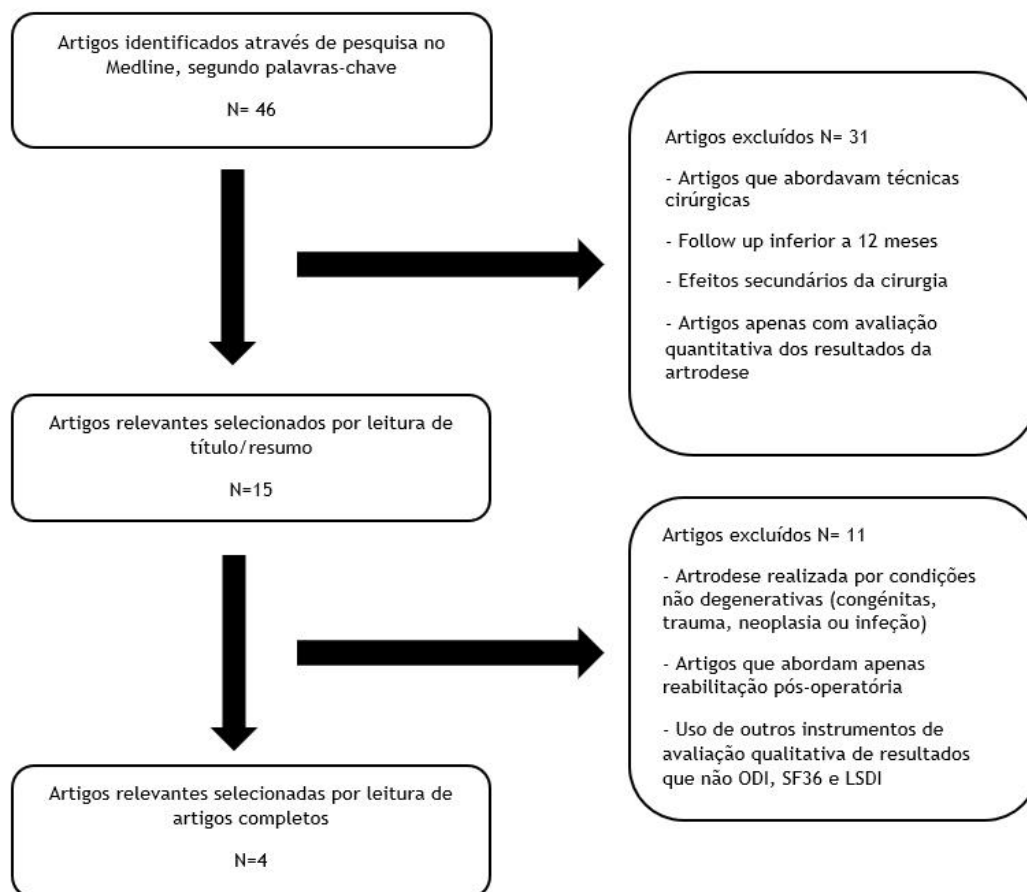 Artigos identificados através de pesquisa no
Medline, segundo palavras-chave
N= 46
Artigos excluídos N= 31
- Artigos que abordavam técnicas
cirúrgicas
- Follow up inferior a 12 meses
- Efeitos secundários da cirurgia
- Artigos apenas com avaliação
quantitativa dos resultados da
artrodese
Artigos relevantes selecionados por leitura de
título/resumo
N=15
Artigos excluídos N= 11
- Artrodese realizada por condições
não degenerativas (congénitas,
trauma, neoplasia ou infeção)
- Artigos que abordam apenas
reabilitação pós-operatória
- Uso de outros instrumentos de
avaliação qualitativa de resultados
que não ODI, SF36 e LSDI
Artigos relevantes selecionadas por leitura de
artigos completos
N=4